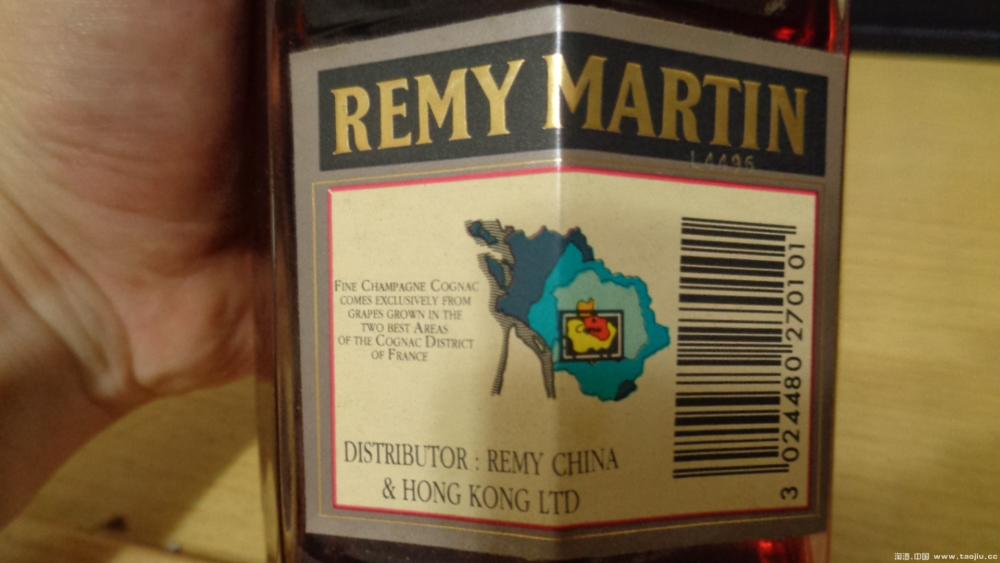 REMY MARTIN
L4496
FINE CHAMPAGNE COGNAC
COMES EXCLUSIVELY FROM
GRAPES GROWN IN THE
TWO BEST AREAS
OF THE COGNAC DISTRICT
OF FRANCE
3 024480 270101
DISTRIBUTOR : REMY CHINA
& HONG KONG LTD
淘酒.中国 www.taojiu.cc